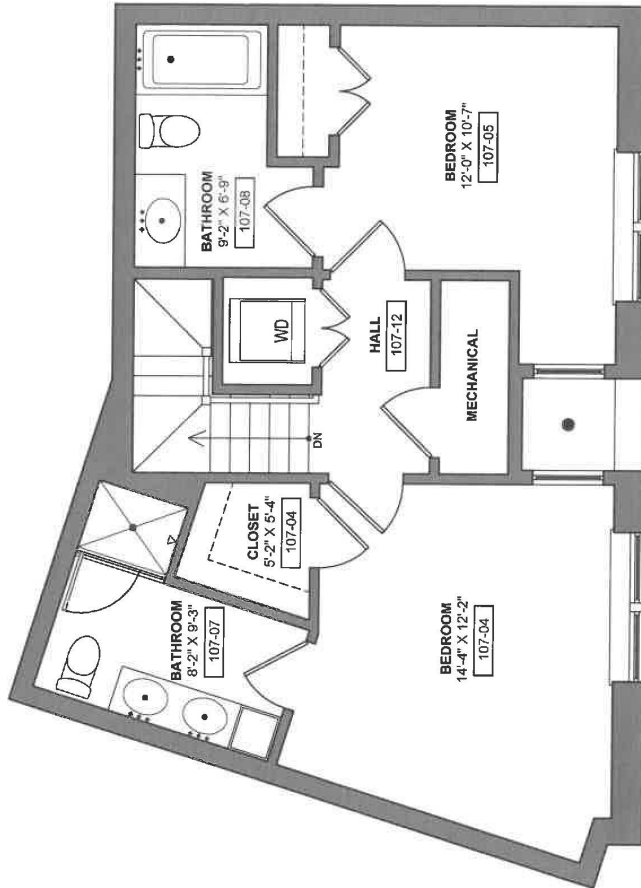 BATHROOM
9'-2" X 6'-9"
107-08
BEDROOM
12'-0" X 10'-7"
107-05
WD
HALL
107-12
MECHANICAL
DN
CLOSET
5'-2" X 5'-4"
107-04
BATHROOM
8'-2" X 9'-3"
107-07
BEDROOM
14'-4" X 12'-2"
107-04